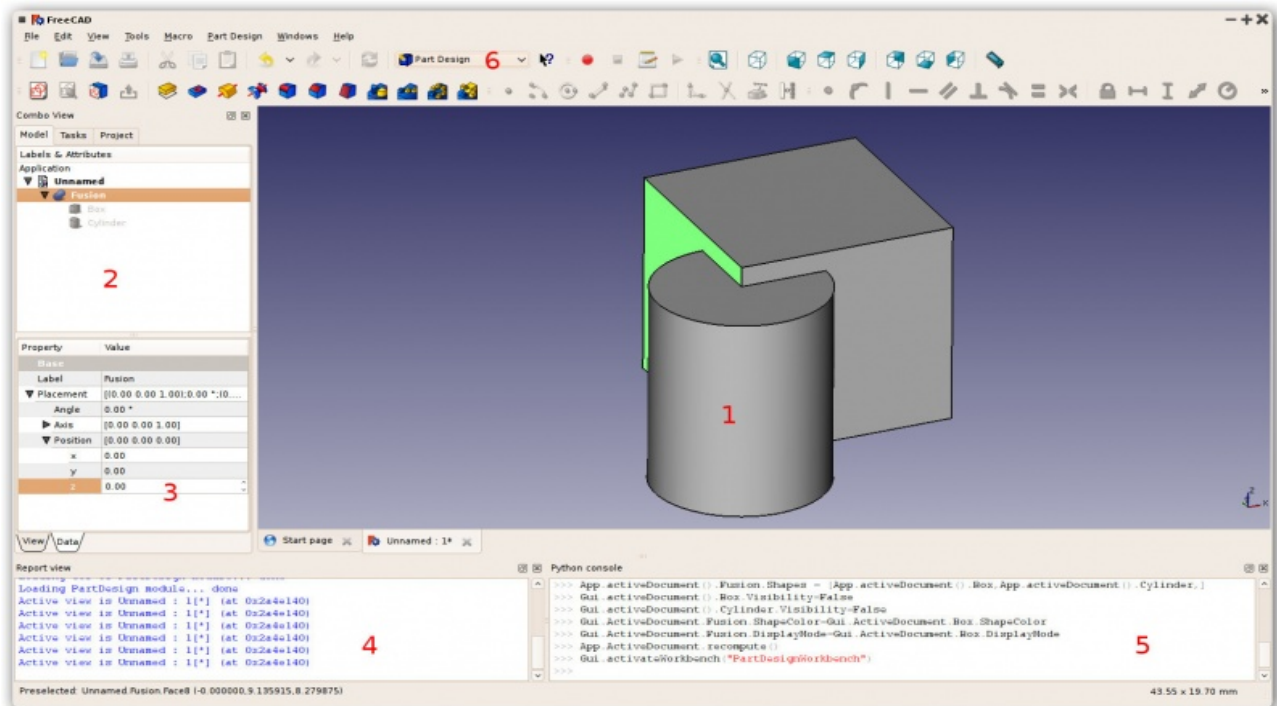 FreeCAD
File Edit View Tools Macro Part Design Windows Help
Part Design 6
Combo View
Model Tasks Project
Labels & Attributes
Application
Unnamed
Fusion
Box
Cylinder
2
1
Property Value
Base
Label Fusion
Placement [(0.00 0.00 1.00);0.00 °;(0....
Angle 0.00 °
Axis [0.00 0.00 1.00]
Position [0.00 0.00 0.00]
x 0.00
y 0.00
z 0.00
3
z
x
View Data
Start page Unnamed : 1*
Report view
Loading PartDesign module... done
Active view is Unnamed : 1[*] (at 0x2a4e140)
Active view is Unnamed : 1[*] (at 0x2a4e140)
Active view is Unnamed : 1[*] (at 0x2a4e140)
Active view is Unnamed : 1[*] (at 0x2a4e140)
Active view is Unnamed : 1[*] (at 0x2a4e140)
Active view is Unnamed : 1[*] (at 0x2a4e140)
4
Python console
>>> App.activeDocument().Fusion.Shapes = [App.activeDocument().Box,App.activeDocument().Cylinder,]
>>> Gui.activeDocument().Box.Visibility=False
>>> Gui.activeDocument().Cylinder.Visibility=False
>>> Gui.ActiveDocument.Fusion.ShapeColor=Gui.ActiveDocument.Box.ShapeColor
>>> Gui.ActiveDocument.Fusion.DisplayMode=Gui.ActiveDocument.Box.DisplayMode
>>> App.ActiveDocument.recompute()
>>> Gui.activateWorkbench("PartDesignWorkbench")
>>>
5
Preselected: Unnamed.Fusion.Face8 (-0.000000,9.135915,8.279875)
43.55 x 19.70 mm